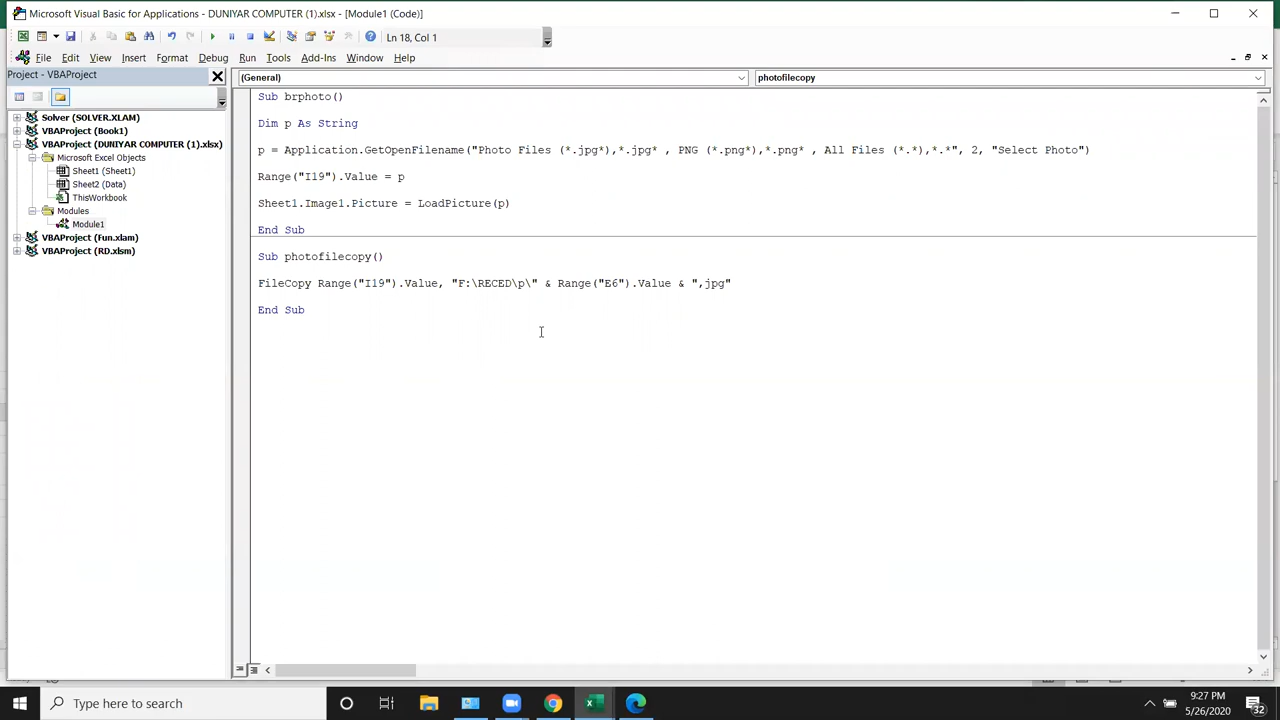 Microsoft Visual Basic for Applications - DUNIYAR COMPUTER (1).xlsx - [Module1 (Code)]
Ln 18, Col 1
File Edit View Insert Format Debug Run Tools Add-Ins Window Help
Project - VBAProject
(General)
photofilecopy
Solver (SOLVER.XLAM)
VBAProject (Book1)
VBAProject (DUNIYAR COMPUTER (1).xlsx)
Microsoft Excel Objects
Sheet1 (Sheet1)
Sheet2 (Data)
ThisWorkbook
Modules
Module1
VBAProject (Fun.xlam)
VBAProject (RD.xlsm)
Sub brphoto()
Dim p As String
p = Application.GetOpenFilename("Photo Files (*.jpg*),*.jpg* , PNG (*.png*),*.png* , All Files (*.*),*.*", 2, "Select Photo")
Range("I19").Value = p
Sheet1.Image1.Picture = LoadPicture(p)
End Sub
Sub photofilecopy()
FileCopy Range("I19").Value, "F:\RECED\p\" & Range("E6").Value & ",jpg"
End Sub
Type here to search
9:27 PM
5/26/2020
32